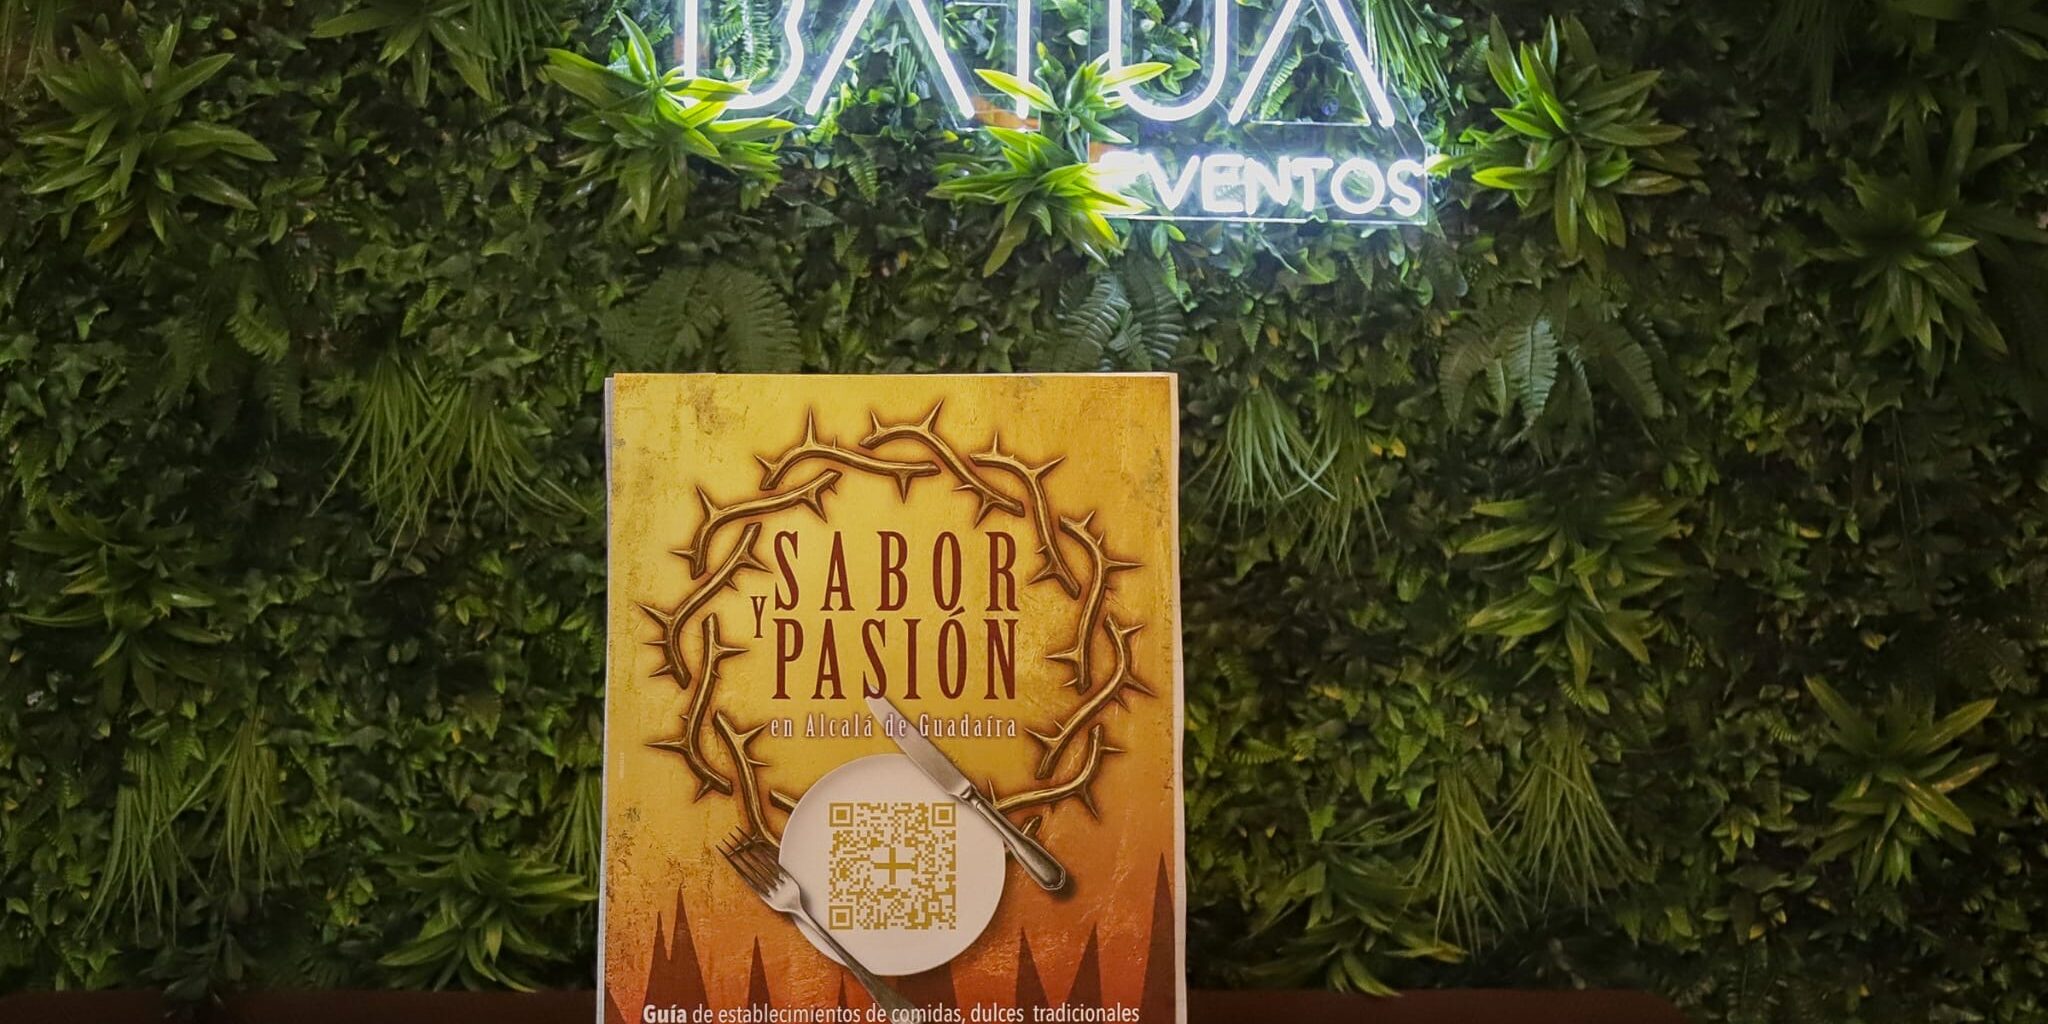 EVENTOS
SABOR
Y PASIÓN
en Alcalá de Guadaíra
Guía de establecimientos de comidas, dulces tradicionales